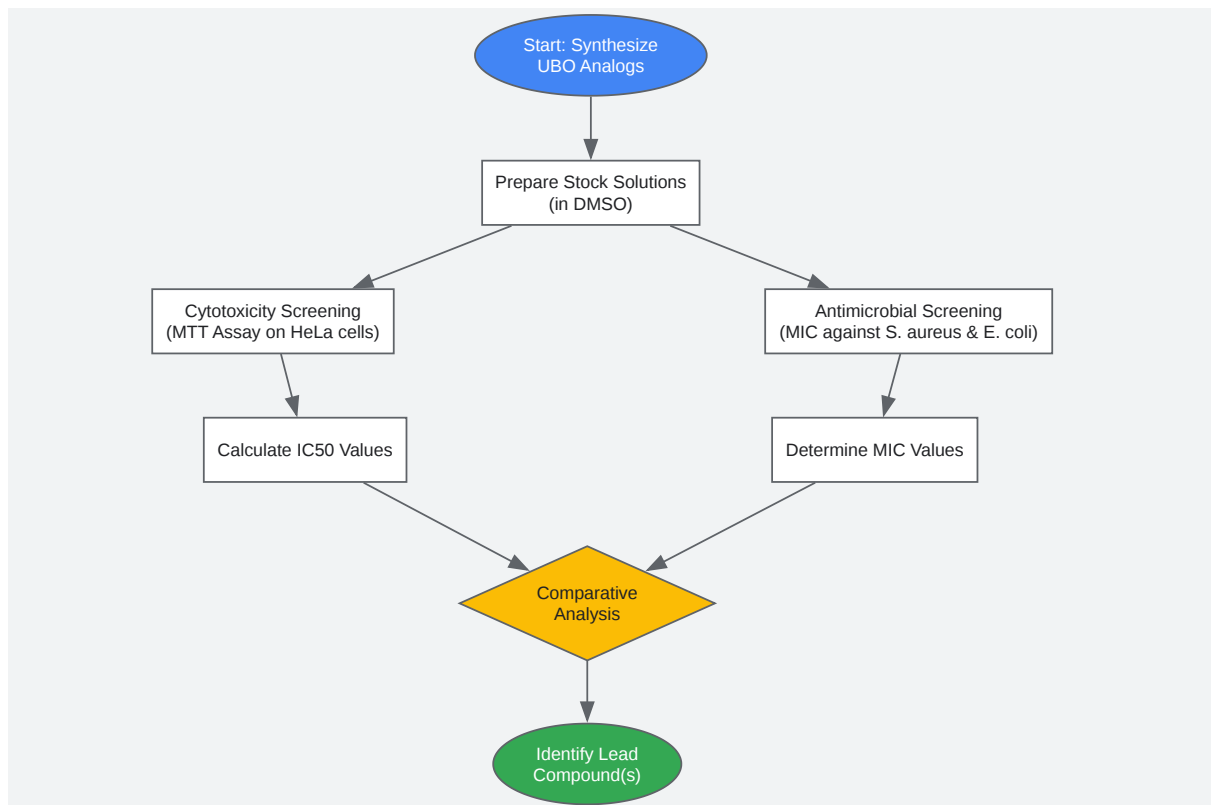 Start: Synthesize
UBO Analogs
Prepare Stock Solutions
(in DMSO)
Cytotoxicity Screening
(MTT Assay on HeLa cells)
Antimicrobial Screening
(MIC against S. aureus & E. coli)
Calculate IC50 Values
Determine MIC Values
Comparative
Analysis
Identify Lead
Compound(s)